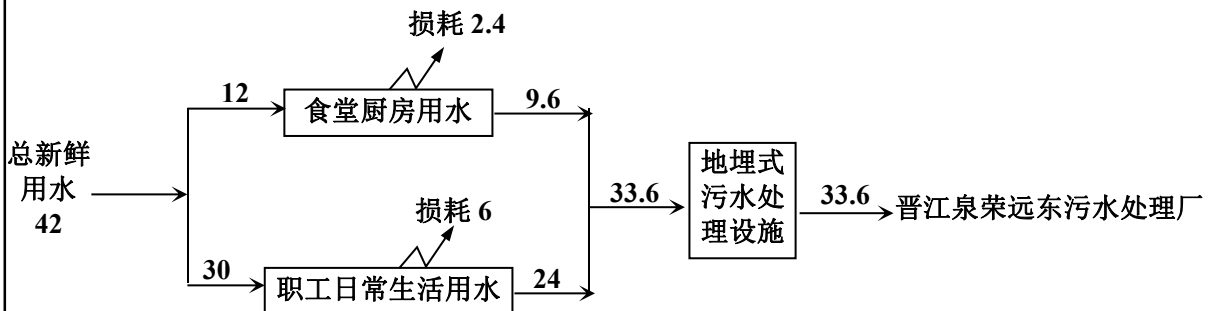 损耗 2.4
12
食堂厨房用水
9.6
总新鲜
用水
42
33.6
地埋式
污水处
理设施
33.6
晋江泉荣远东污水处理厂
损耗 6
30
职工日常生活用水
24